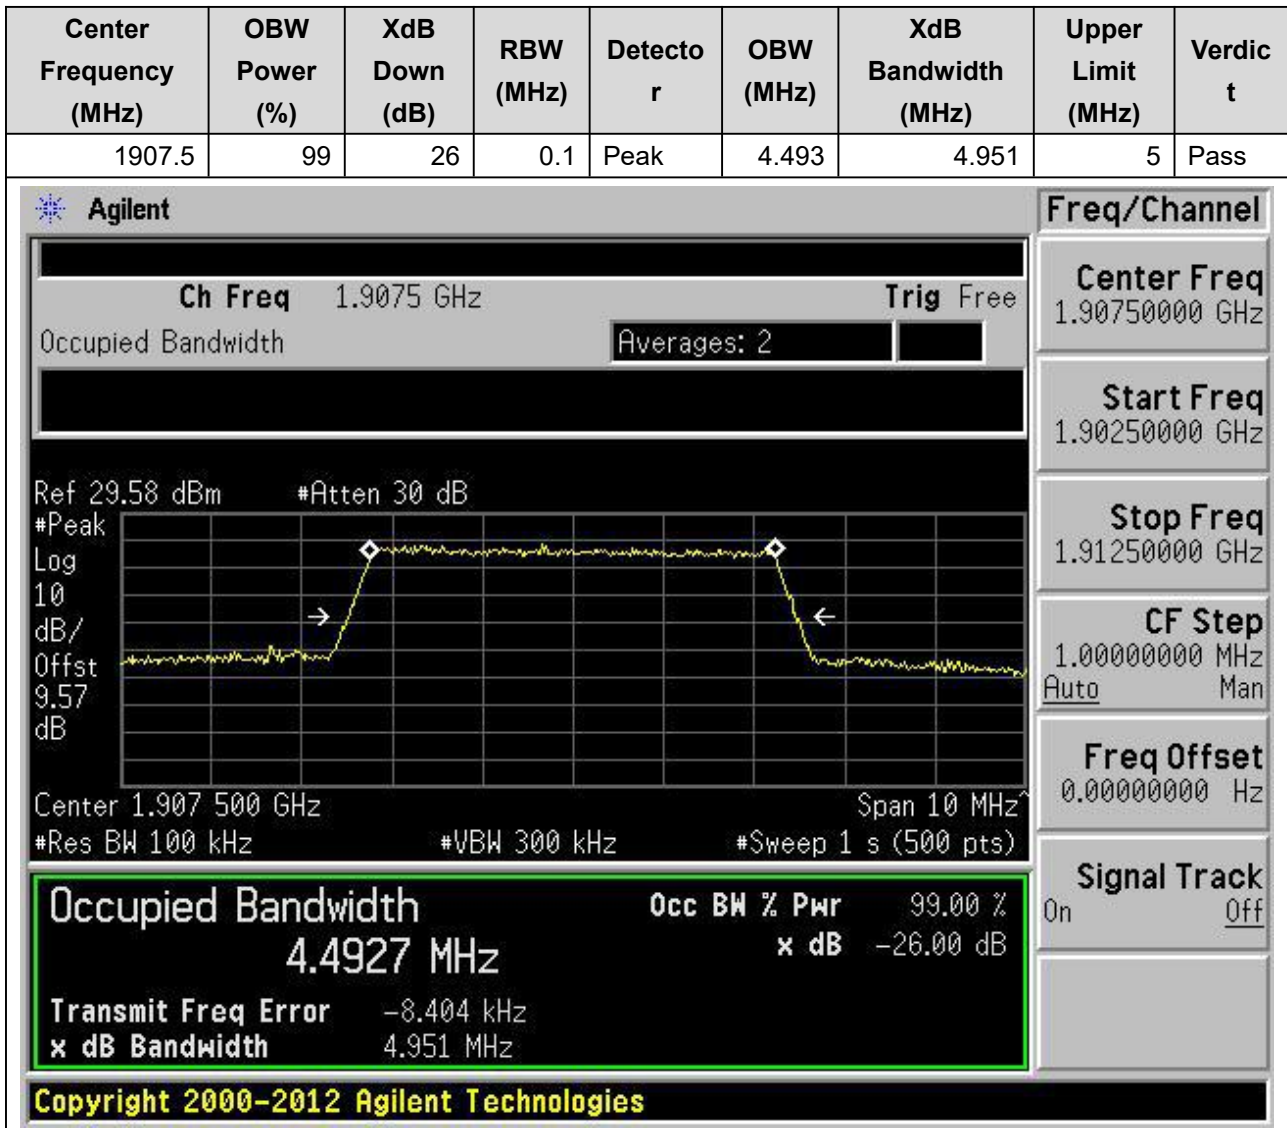 Center Frequency (MHz) OBW Power (%) XdB Down (dB) RBW (MHz) Detecto r OBW (MHz) XdB Bandwidth (MHz) Upper Limit (MHz) Verdic t
1907.5 99 26 0.1 Peak 4.493 4.951 5 Pass
Agilent
Ch Freq 1.9075 GHz Trig Free
Occupied Bandwidth Averages: 2
Ref 29.58 dBm #Atten 30 dB
#Peak
Log
10
dB/
Offst
9.57
dB
Center 1.907 500 GHz Span 10 MHz^
#Res BW 100 kHz #VBW 300 kHz #Sweep 1 s (500 pts)
Occupied Bandwidth Occ BW % Pwr 99.00 %
4.4927 MHz x dB -26.00 dB
Transmit Freq Error -8.404 kHz
x dB Bandwidth 4.951 MHz
Copyright 2000-2012 Agilent Technologies
Freq/Channel
Center Freq
1.90750000 GHz
Start Freq
1.90250000 GHz
Stop Freq
1.91250000 GHz
CF Step
1.00000000 MHz
Auto Man
Freq Offset
0.00000000 Hz
Signal Track
On Off